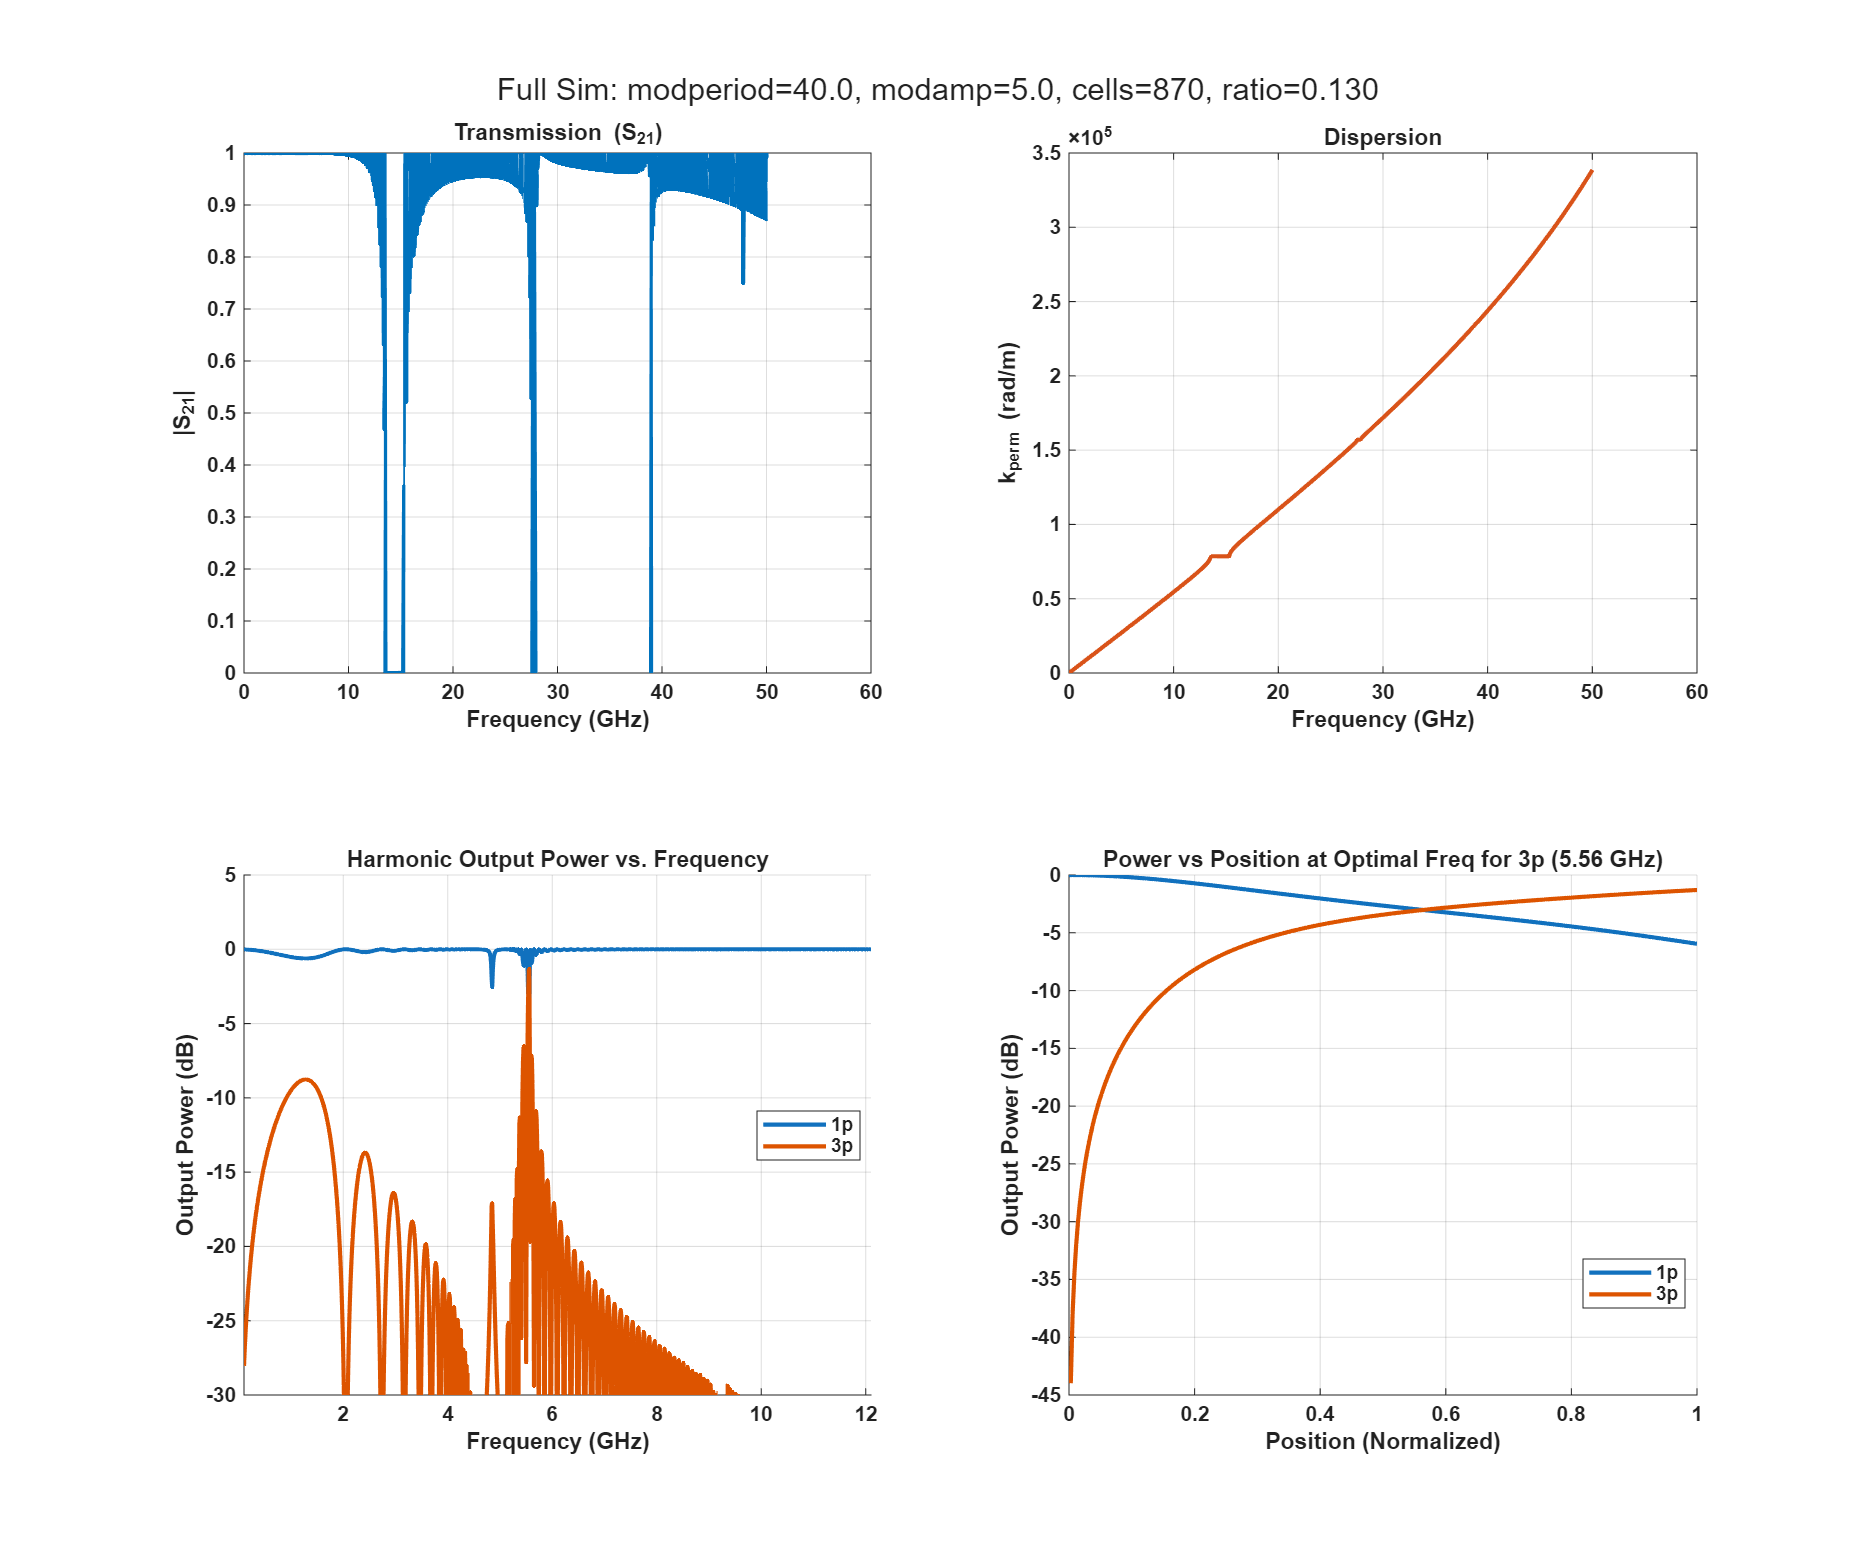 Full Sim: modperiod=40.0, modamp=5.0, cells=870, ratio=0.130
Transmission (S21)
1
0.9
0.8
0.7
0.6
0.5
0.4
0.3
0.2
0.1
0
|S21|
0 10 20 30 40 50 60
Frequency (GHz)
×10^5
Dispersion
3.5
3
2.5
2
1.5
1
0.5
0
kperm (rad/m)
0 10 20 30 40 50 60
Frequency (GHz)
Harmonic Output Power vs. Frequency
5
0
-5
-10
-15
-20
-25
-30
Output Power (dB)
1p
3p
2 4 6 8 10 12
Frequency (GHz)
Power vs Position at Optimal Freq for 3p (5.56 GHz)
0
-5
-10
-15
-20
-25
-30
-35
-40
-45
Output Power (dB)
1p
3p
0 0.2 0.4 0.6 0.8 1
Position (Normalized)